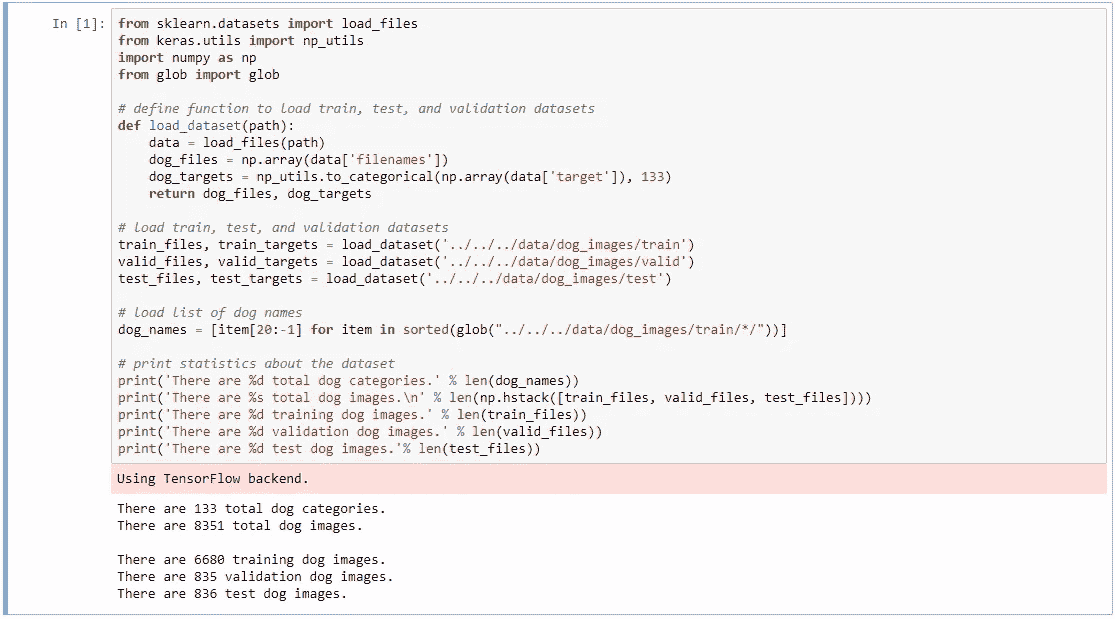 In [1]:
from sklearn.datasets import load_files
from keras.utils import np_utils
import numpy as np
from glob import glob

# define function to load train, test, and validation datasets
def load_dataset(path):
    data = load_files(path)
    dog_files = np.array(data['filenames'])
    dog_targets = np_utils.to_categorical(np.array(data['target']), 133)
    return dog_files, dog_targets

# load train, test, and validation datasets
train_files, train_targets = load_dataset('../../../data/dog_images/train')
valid_files, valid_targets = load_dataset('../../../data/dog_images/valid')
test_files, test_targets = load_dataset('../../../data/dog_images/test')

# load list of dog names
dog_names = [item[20:-1] for item in sorted(glob("../../../data/dog_images/train/*/"))]

# print statistics about the dataset
print('There are %d total dog categories.' % len(dog_names))
print('There are %s total dog images.\n' % len(np.hstack([train_files, valid_files, test_files])))
print('There are %d training dog images.' % len(train_files))
print('There are %d validation dog images.' % len(valid_files))
print('There are %d test dog images.'% len(test_files))
Using TensorFlow backend.
There are 133 total dog categories.
There are 8351 total dog images.

There are 6680 training dog images.
There are 835 validation dog images.
There are 836 test dog images.